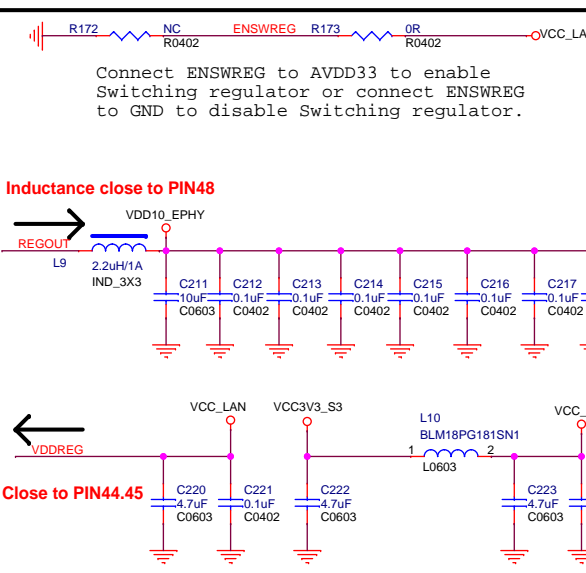 R172 NC ENSWREG R173 0R VCC_LA
R0402 R0402
Connect ENSWREG to AVDD33 to enable
Switching regulator or connect ENSWREG
to GND to disable Switching regulator.
Inductance close to PIN48
VDD10_EPHY
REGOUT
L9 2.2uH/1A
IND_3X3
C211 C212 C213 C214 C215 C216 C217
10uF 0.1uF 0.1uF 0.1uF 0.1uF 0.1uF 0.1uF
C0603 C0402 C0402 C0402 C0402 C0402 C0402
VCC_LAN VCC3V3_S3 VCC_
L10
BLM18PG181SN1
VDDREG 1 2
L0603
Close to PIN44.45
C220 C221 C222 C223
4.7uF 0.1uF 4.7uF 4.7uF
C0603 C0402 C0603 C0603